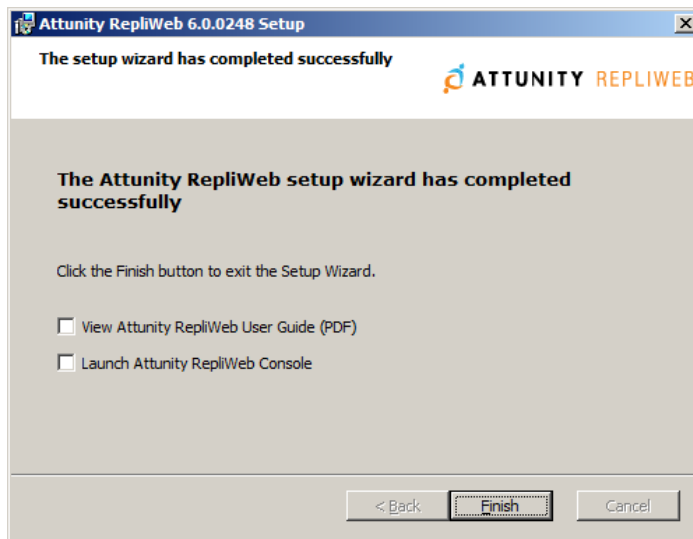 Attunity RepliWeb 6.0.0248 Setup
The setup wizard has completed successfully
ATTUNITY REPLIWEB
The Attunity RepliWeb setup wizard has completed
successfully
Click the Finish button to exit the Setup Wizard.
View Attunity RepliWeb User Guide (PDF)
Launch Attunity RepliWeb Console
< Back Finish Cancel